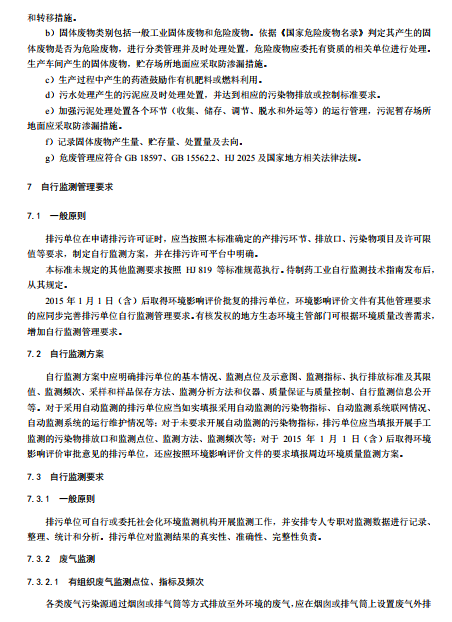 和转移措施。
b）固体废物类别包括一般工业固体废物和危险废物。依据《国家危险废物名录》判定其产生的固
体废物是否为危险废物，进行分类管理并及时处理处置，危险废物应委托有资质的相关单位进行处理。
生产车间产生的固体废物，贮存场所地面应采取防渗漏措施。
c）生产过程中产生的药渣鼓励作有机肥料或燃料利用。
d）污水处理产生的污泥应及时处理处置，并达到相应的污染物排放或控制标准要求。
e）加强污泥处理处置各个环节（收集、储存、调节、脱水和外运等）的运行管理，污泥暂存场所
地面应采取防渗漏措施。
f）记录固体废物产生量、贮存量、处置量及去向。
g）危废管理应符合 GB 18597、GB 15562.2、HJ 2025 及国家地方相关法律法规。
7 自行监测管理要求
7.1 一般原则
排污单位在申请排污许可证时，应当按照本标准确定的产排污环节、排放口、污染物项目及许可限
值等要求，制定自行监测方案，并在排污许可平台中明确。
本标准未规定的其他监测要求按照 HJ 819 等标准规范执行。待制药工业自行监测技术指南发布后，
从其规定。
2015 年 1 月 1 日（含）后取得环境影响评价批复的排污单位，环境影响评价文件有其他管理要求
的应同步完善排污单位自行监测管理要求。有核发权的地方生态环境主管部门可根据环境质量改善需求，
增加自行监测管理要求。
7.2 自行监测方案
自行监测方案中应明确排污单位的基本情况、监测点位及示意图、监测指标、执行排放标准及其限
值、监测频次、采样和样品保存方法、监测分析方法和仪器、质量保证与质量控制、自行监测信息公开
等。对于采用自动监测的排污单位应当如实填报采用自动监测的污染物指标、自动监测系统联网情况、
自动监测系统的运行维护情况等；对于未要求开展自动监测的污染物指标，排污单位应当填报开展手工
监测的污染物排放口和监测点位、监测方法、监测频次等；对于 2015 年 1 月 1 日（含）后取得环境
影响评价审批意见的排污单位，还应按照环境影响评价文件的要求填报周边环境质量监测方案。
7.3 自行监测要求
7.3.1 一般原则
排污单位可自行或委托社会化环境监测机构开展监测工作，并安排专人专职对监测数据进行记录、
整理、统计和分析。排污单位对监测结果的真实性、准确性、完整性负责。
7.3.2 废气监测
7.3.2.1 有组织废气监测点位、指标及频次
各类废气污染源通过烟囱或排气筒等方式排放至外环境的废气，应在烟囱或排气筒上设置废气外排